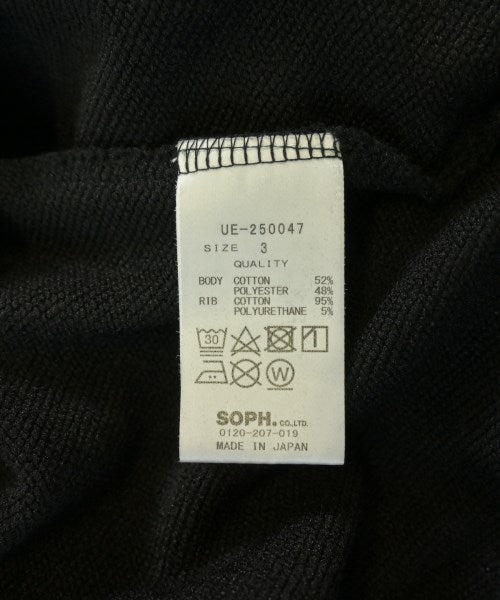 UE-250047
SIZE 3
QUALITY
BODY COTTON 52%
POLYESTER 48%
RIB COTTON 95%
POLYURETHANE 5%
30
W
SOPH. CO.,LTD.
0120-207-019
MADE IN JAPAN